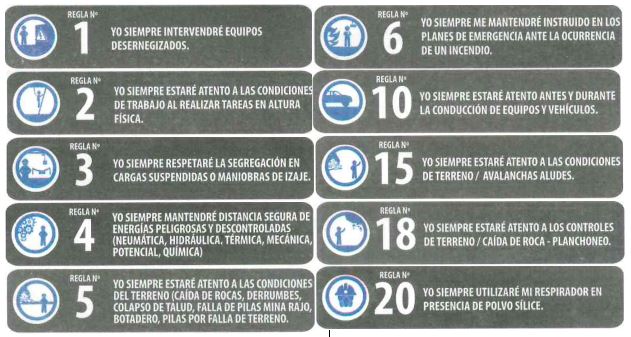 REGLA Nº
1
YO SIEMPRE INTERVENDRÉ EQUIPOS
DESERNEGIZADOS.
REGLA Nº
2
YO SIEMPRE ESTARÉ ATENTO A LAS CONDICIONES
DE TRABAJO AL REALIZAR TAREAS EN ALTURA
FÍSICA.
REGLA Nº
3
YO SIEMPRE RESPETARÉ LA SEGREGACIÓN EN
CARGAS SUSPENDIDAS O MANIOBRAS DE IZAJE.
REGLA Nº
4
YO SIEMPRE MANTENDRÉ DISTANCIA SEGURA DE
ENERGÍAS PELIGROSAS Y DESCONTROLADAS
(NEUMÁTICA, HIDRÁULICA. TÉRMICA, MECÁNICA,
POTENCIAL, QUÍMICA)
REGLA Nº
5
YO SIEMPRE ESTARÉ ATENTO A LAS CONDICIONES
DEL TERRENO (CAÍDA DE ROCAS, DERRUMBES,
COLAPSO DE TALUD, FALLA DE PILAS MINA RAJO,
BOTADERO, PILAS POR FALLA DE TERRENO.
REGLA Nº
6
YO SIEMPRE ME MANTENDRÉ INSTRUIDO EN LOS
PLANES DE EMERGENCIA ANTE LA OCURRENCIA
DE UN INCENDIO.
REGLA Nº
10
YO SIEMPRE ESTARÉ ATENTO ANTES Y DURANTE
LA CONDUCCIÓN DE EQUIPOS Y VEHÍCULOS.
REGLA Nº
15
YO SIEMPRE ESTARÉ ATENTO A LAS CONDICIONES
DE TERRENO / AVALANCHAS ALUDES.
REGLA Nº
18
YO SIEMPRE ESTARÉ ATENTO A LOS CONTROLES
DE TERRENO / CAÍDA DE ROCA - PLANCHONEO.
REGLA Nº
20
YO SIEMPRE UTILIZARÉ MI RESPIRADOR EN
PRESENCIA DE POLVO SÍLICE.